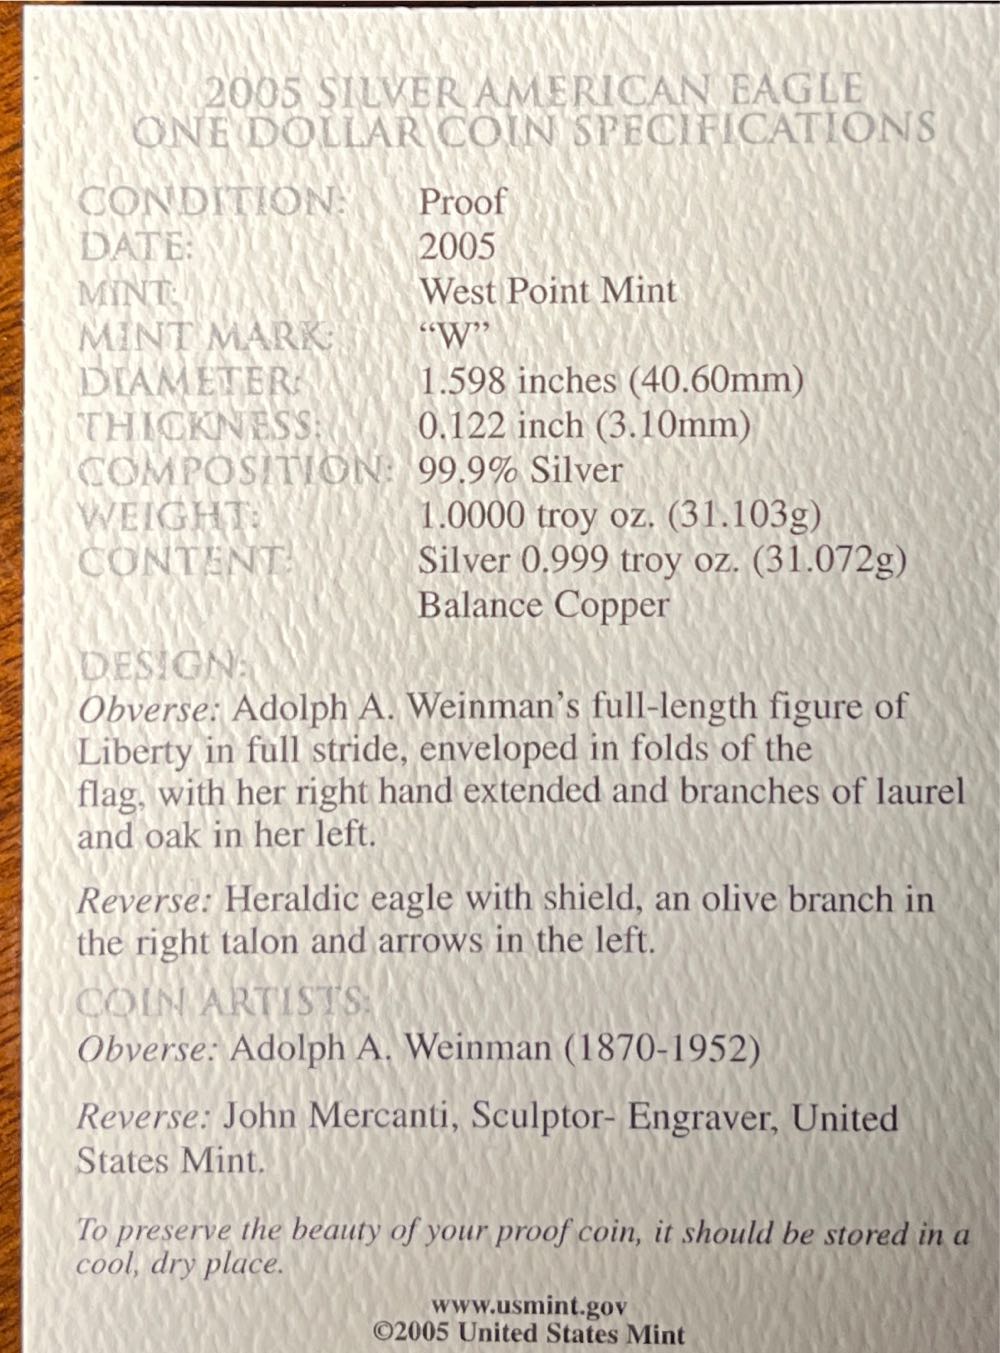 2005 SILVER AMERICAN EAGLE
ONE DOLLAR COIN SPECIFICATIONS
CONDITION: Proof
DATE: 2005
MINT: West Point Mint
MINT MARK: “W”
DIAMETER: 1.598 inches (40.60mm)
THICKNESS: 0.122 inch (3.10mm)
COMPOSITION: 99.9% Silver
WEIGHT: 1.0000 troy oz. (31.103g)
CONTENT: Silver 0.999 troy oz. (31.072g)
Balance Copper
DESIGN:
Obverse: Adolph A. Weinman’s full-length figure of
Liberty in full stride, enveloped in folds of the
flag, with her right hand extended and branches of laurel
and oak in her left.
Reverse: Heraldic eagle with shield, an olive branch in
the right talon and arrows in the left.
COIN ARTISTS:
Obverse: Adolph A. Weinman (1870-1952)
Reverse: John Mercanti, Sculptor- Engraver, United
States Mint.
To preserve the beauty of your proof coin, it should be stored in a
cool, dry place.
www.usmint.gov
©2005 United States Mint